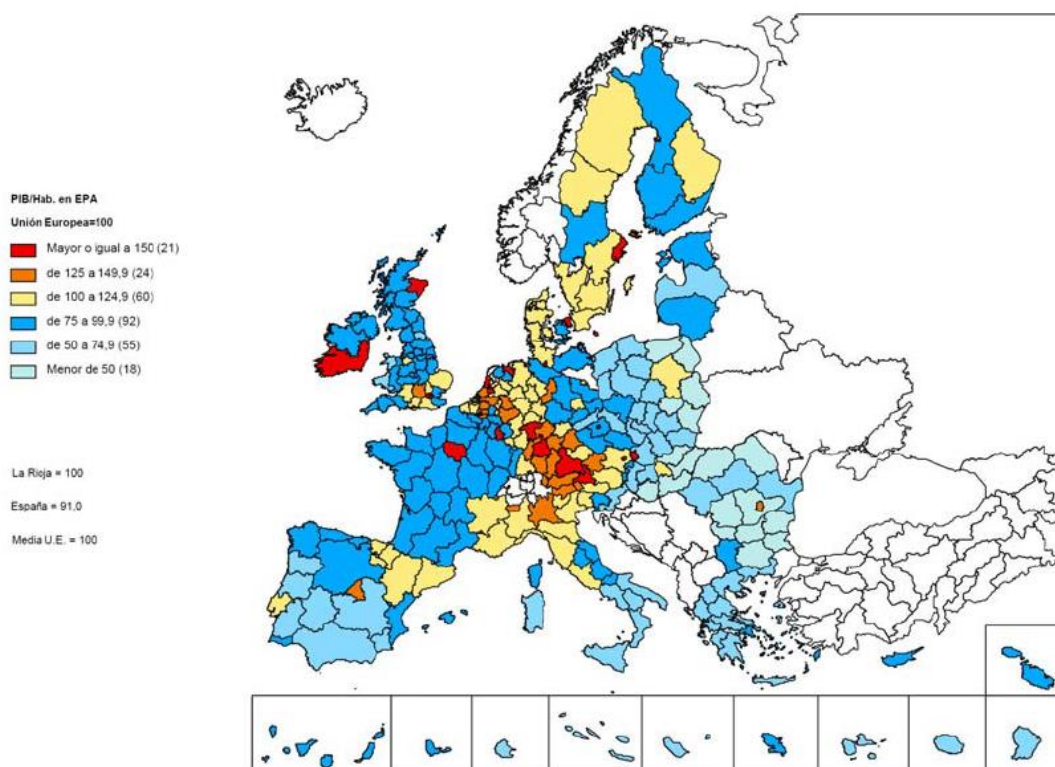 PIB/Hab. en EPA
Unión Europea=100
Mayor o igual a 150 (21)
de 125 a 149,9 (24)
de 100 a 124,9 (60)
de 75 a 99,9 (92)
de 50 a 74,9 (55)
Menor de 50 (18)
La Rioja = 100
España = 91,0
Media U.E. = 100